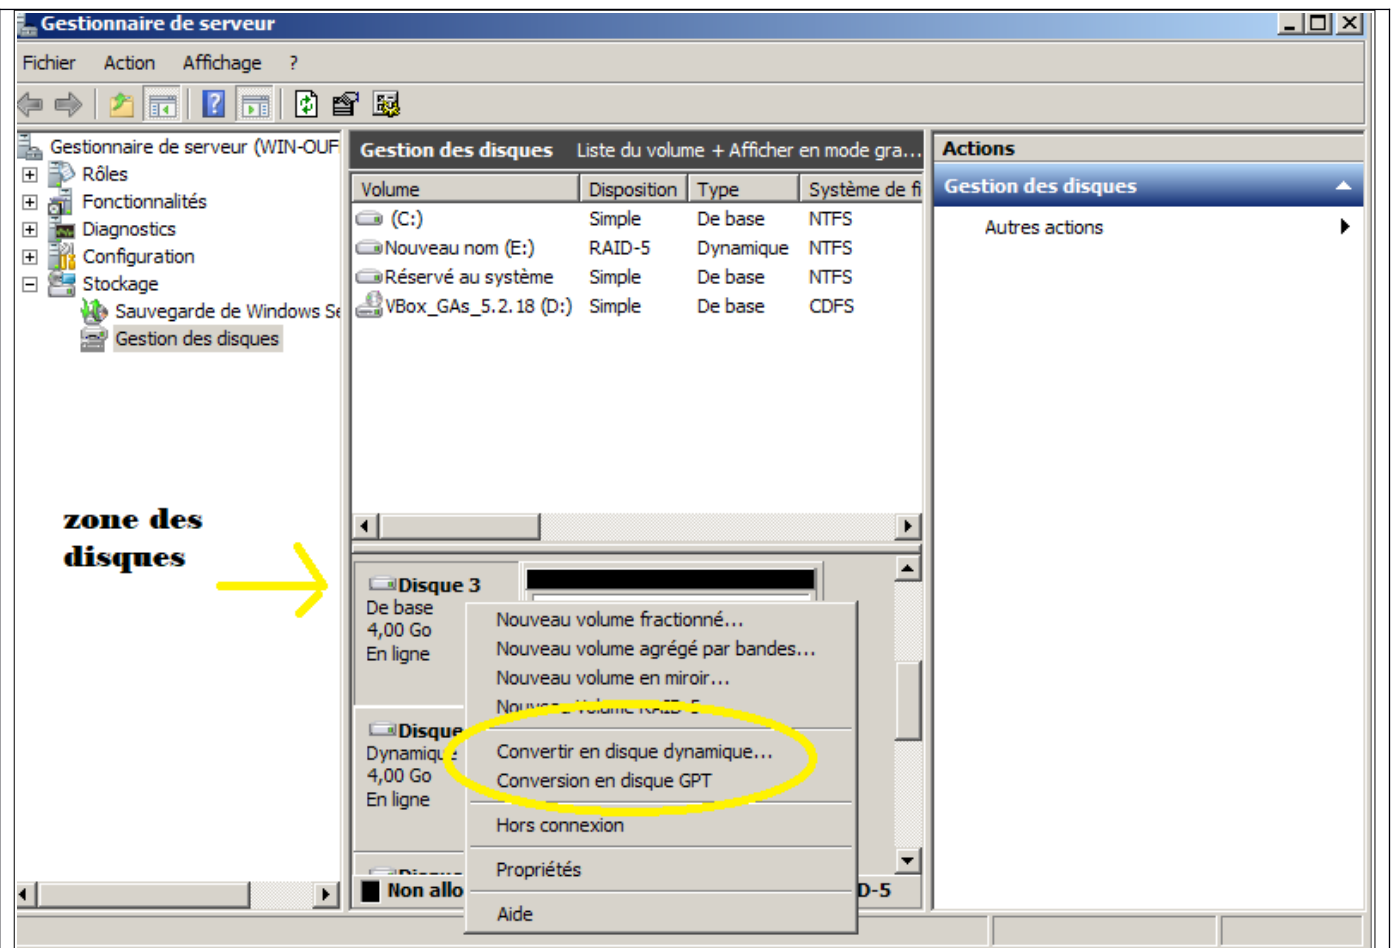 Gestionnaire de serveur
Fichier Action Affichage ?
Gestionnaire de serveur (WIN-OUF
Rôles
Fonctionnalités
Diagnostics
Configuration
Stockage
Sauvegarde de Windows Se
Gestion des disques
zone des
disques
Gestion des disques Liste du volume + Afficher en mode gra...
Volume Disposition Type Système de fi
(C:) Simple De base NTFS
Nouveau nom (E:) RAID-5 Dynamique NTFS
Réservé au système Simple De base NTFS
VBox_GAs_5.2.18 (D:) Simple De base CDFS
Disque 3
De base
4,00 Go
En ligne
Disque
Dynamique
4,00 Go
En ligne
Non allo
D-5
Nouveau volume fractionné...
Nouveau volume agrégé par bandes...
Nouveau volume en miroir...
Nouveau volume RAID-5
Convertir en disque dynamique...
Conversion en disque GPT
Hors connexion
Propriétés
Aide
Actions
Gestion des disques
Autres actions